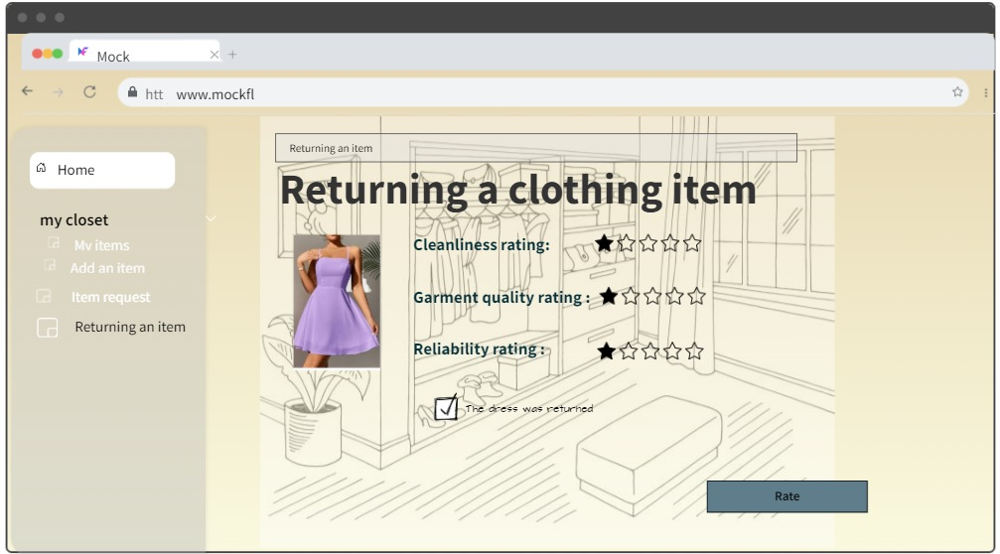 Mock
htt www.mockfl
Home
my closet
My items
Add an item
Item request
Returning an item
Returning an item
Returning a clothing item
Cleanliness rating:
Garment quality rating :
Reliability rating :
The dress was returned
Rate